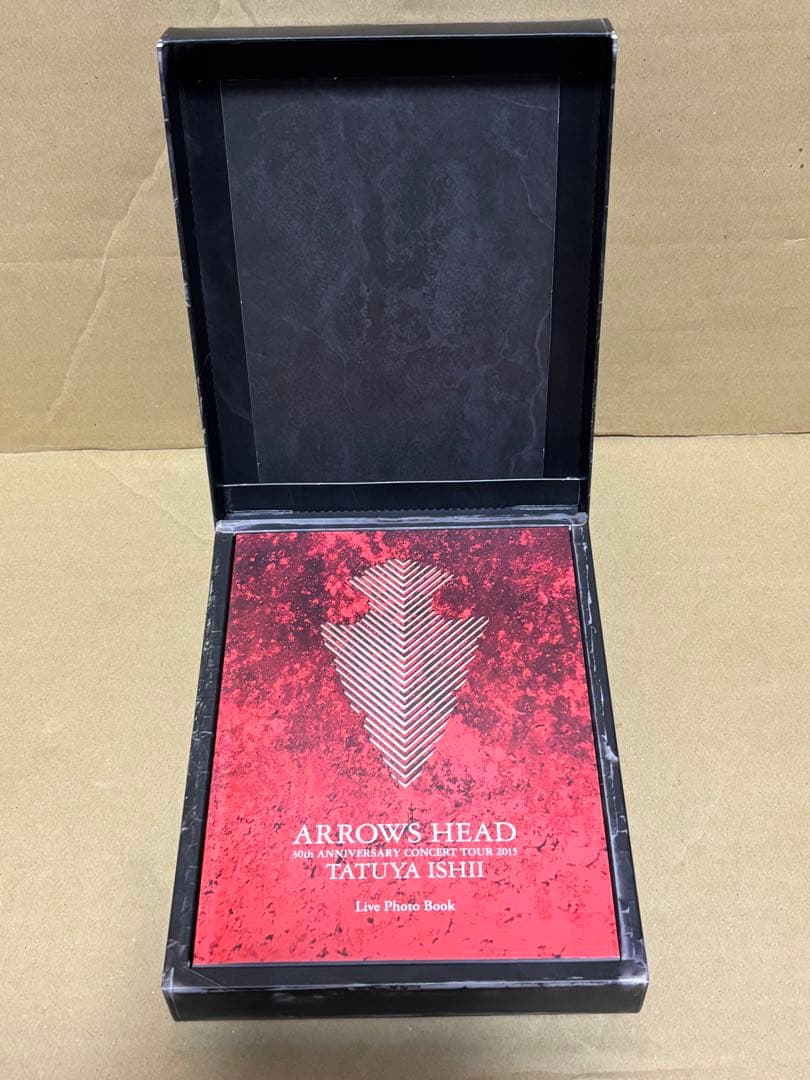 ARROWS HEAD
30th ANNIVERSARY CONCERT TOUR 2015
TATUYA ISHII
Live Photo Book